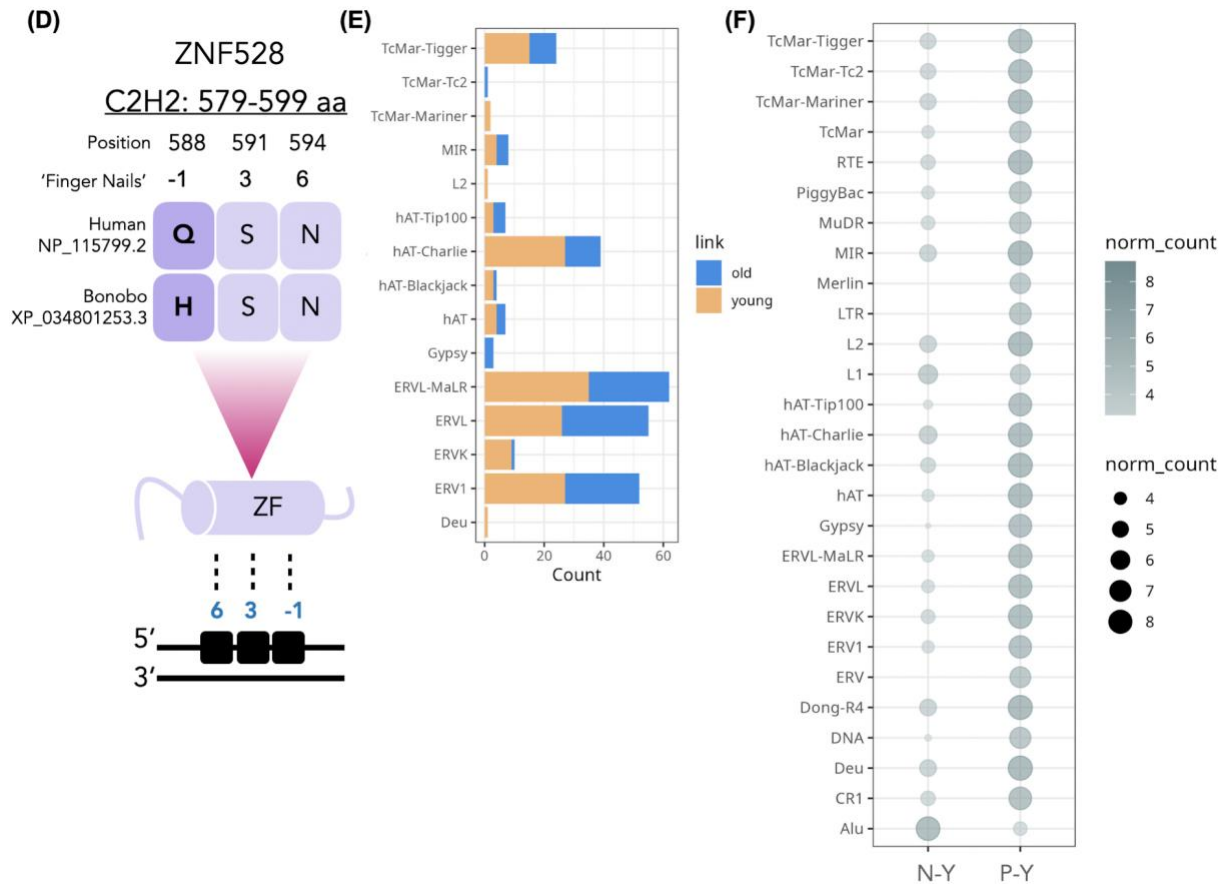 (D)
ZNF528
C2H2: 579-599 aa
Position 588 591 594
'Finger Nails' -1 3 6
Human
NP_115799.2
Q S N
Bonobo
XP_034801253.3
H S N
ZF
6 3 -1
5′
3′
(E)
TcMar-Tigger
TcMar-Tc2
TcMar-Mariner
MIR
L2
hAT-Tip100
hAT-Charlie
hAT-Blackjack
hAT
Gypsy
ERVL-MaLR
ERVL
ERVK
ERV1
Deu
0 20 40 60
Count
link
old
young
(F)
TcMar-Tigger
TcMar-Tc2
TcMar-Mariner
TcMar
RTE
PiggyBac
MuDR
MIR
Merlin
LTR
L2
L1
hAT-Tip100
hAT-Charlie
hAT-Blackjack
hAT
Gypsy
ERVL-MaLR
ERVL
ERVK
ERV1
ERV
Dong-R4
DNA
Deu
CR1
Alu
N-Y P-Y
norm_count
8
7
6
5
4
norm_count
4
5
6
7
8